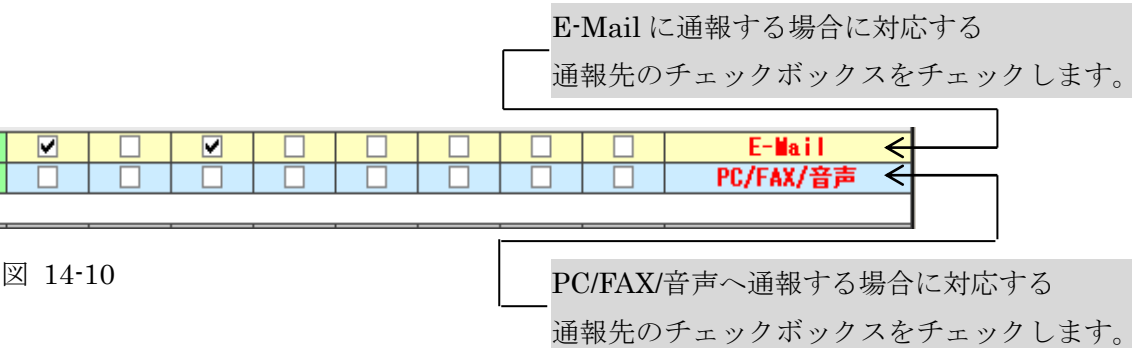 E-Mail に通報する場合に対応する
通報先のチェックボックスをチェックします。
E-Mail
PC/FAX/音声
図 14-10
PC/FAX/音声へ通報する場合に対応する
通報先のチェックボックスをチェックします。